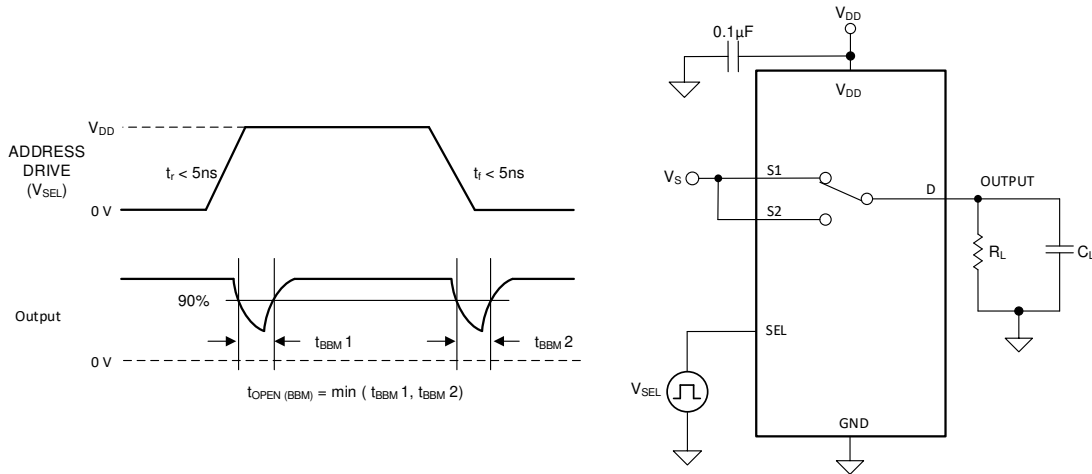 V_DD
ADDRESS
DRIVE
(V_SEL)
t_r < 5ns
t_f < 5ns
0 V
90%
Output
t_BBM 1
t_BBM 2
0 V
t_OPEN (BBM) = min ( t_BBM 1, t_BBM 2)
V_DD
0.1µF
V_DD
V_S
S1
S2
D
OUTPUT
R_L
C_L
SEL
V_SEL
GND